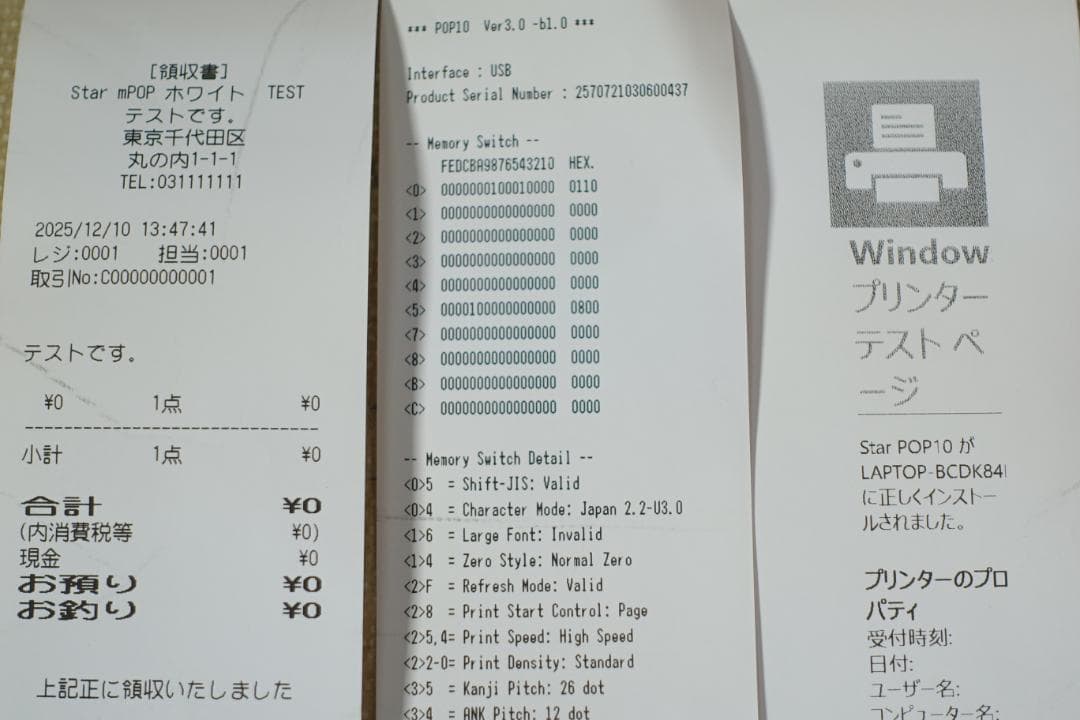 [領収書]
Star mPOP ホワイト TEST
テストです。
東京千代田区
丸の内1-1-1
TEL:031111111
2025/12/10 13:47:41
レジ:0001 担当:0001
取引No:C00000000001
テストです。
¥0 1点 ¥0
小計 1点 ¥0
合計 ¥0
(内消費税等 ¥0)
現金 ¥0
お預り ¥0
お釣り ¥0
上記正に領収いたしました
*** POP10 Ver3.0 -b1.0 ***
Interface : USB
Product Serial Number : 2570721030600437
-- Memory Switch --
FEDCBA9876543210 HEX.
<0> 0000000100010000 0110
<1> 0000000000000000 0000
<2> 0000000000000000 0000
<3> 0000000000000000 0000
<4> 0000000000000000 0000
<5> 0000100000000000 0800
<7> 0000000000000000 0000
<8> 0000000000000000 0000
<B> 0000000000000000 0000
<C> 0000000000000000 0000
-- Memory Switch Detail --
<0>5 = Shift-JIS: Valid
<0>4 = Character Mode: Japan 2.2-U3.0
<1>6 = Large Font: Invalid
<1>4 = Zero Style: Normal Zero
<2>F = Refresh Mode: Valid
<2>8 = Print Start Control: Page
<2>5,4= Print Speed: High Speed
<2>2-0= Print Density: Standard
<3>5 = Kanji Pitch: 26 dot
<3>4 = ANK Pitch: 12 dot
Window
プリンター
テスト ペ
ージ
Star POP10 が
LAPTOP-BCDK84
に正しくインストー
ルされました。
プリンターのプロ
パティ
受付時刻:
日付:
ユーザー名:
コンピューター名: